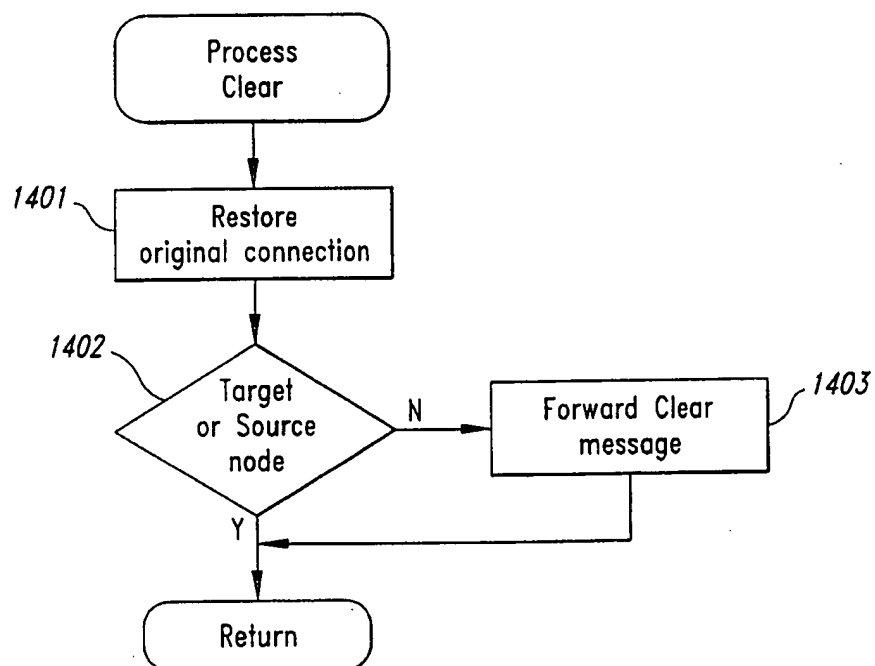 Process
Clear
1401
Restore
original connection
1402
Target
or Source
node
N
Forward Clear
message
1403
Y
Return